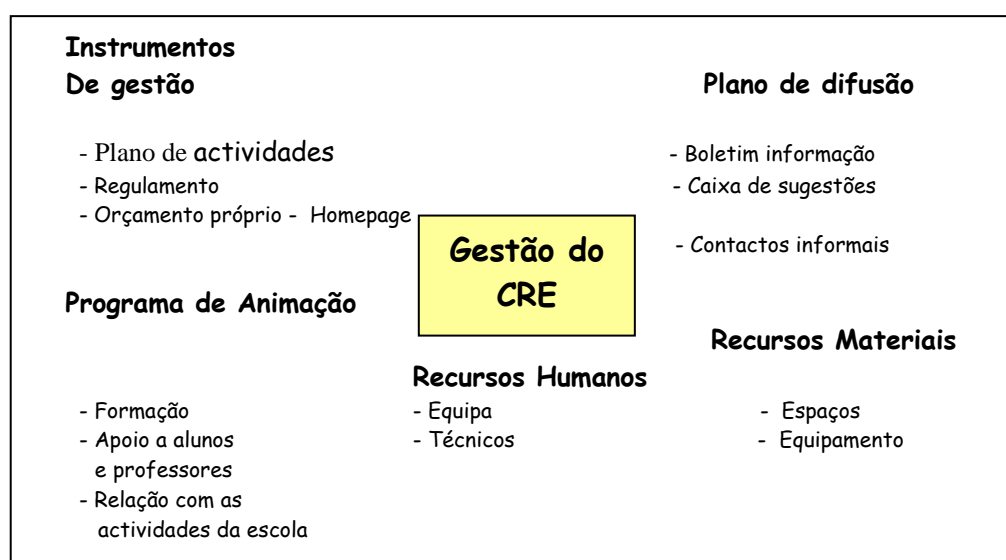 Instrumentos
De gestão
- Plano de actividades
- Regulamento
- Orçamento próprio - Homepage
Plano de difusão
- Boletim informação
- Caixa de sugestões
- Contactos informais
Gestão do
CRE
Programa de Animação
- Formação
- Apoio a alunos
e professores
- Relação com as
actividades da escola
Recursos Humanos
- Equipa
- Técnicos
Recursos Materiais
- Espaços
- Equipamento